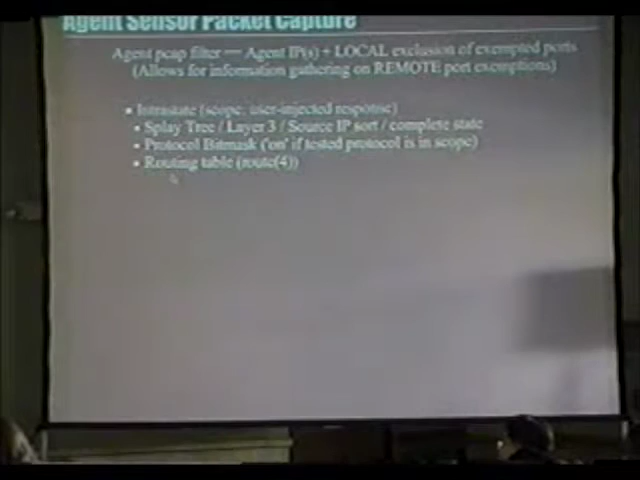 Agent Sensor Packet Capture
Agent pcap filter — Agent IP(s) + LOCAL exclusion of exempted ports
(Allows for information gathering on REMOTE port exemptions)
▪ Intrastate (scope: user-injected response)
▪ Splay Tree / Layer 3 / Source IP sort / complete state
▪ Protocol Bitmask ('on' if tested protocol is in scope)
▪ Routing table (route(4))